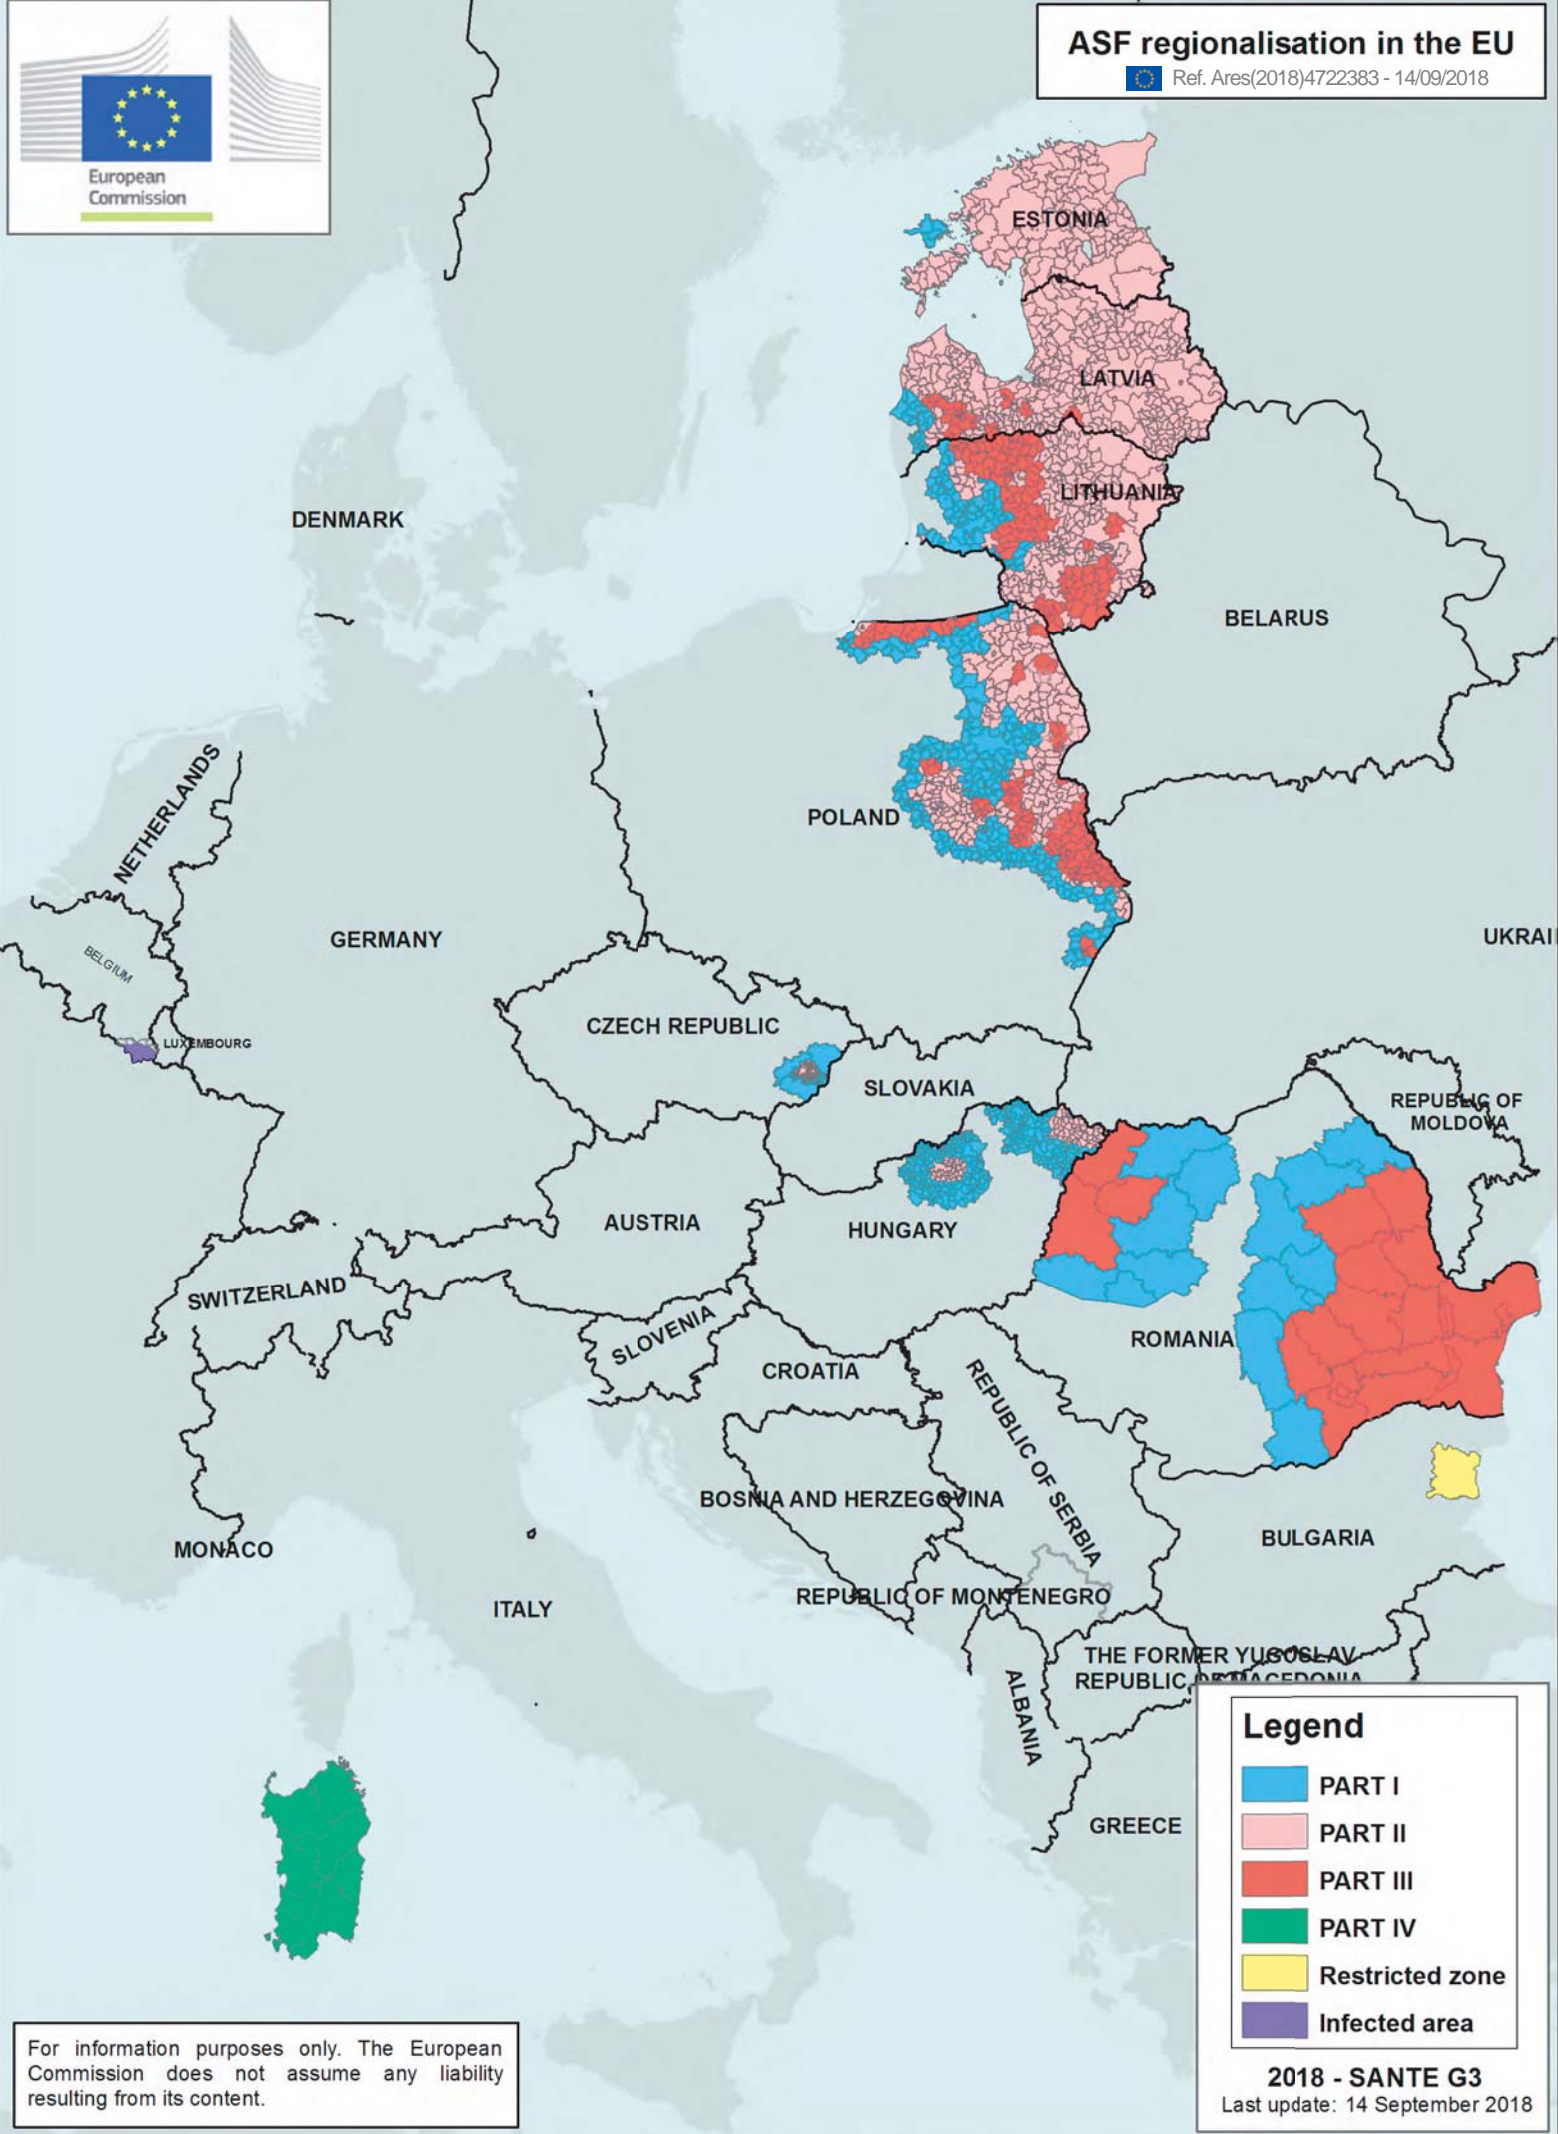 European
Commission
ASF regionalisation in the EU
Ref. Ares(2018)4722383 - 14/09/2018
ESTONIA
LATVIA
LITHUANIA
DENMARK
BELARUS
NETHERLANDS
POLAND
GERMANY
UKRAI
BELGIUM
CZECH REPUBLIC
LUXEMBOURG
SLOVAKIA
REPUBLIC OF
MOLDOVA
AUSTRIA
HUNGARY
SWITZERLAND
SLOVENIA
ROMANIA
CROATIA
REPUBLIC OF SERBIA
BOSNIA AND HERZEGOVINA
BULGARIA
MONACO
REPUBLIC OF MONTENEGRO
ITALY
THE FORMER YUGOSLAV
REPUBLIC OF MACEDONIA
ALBANIA
GREECE
Legend
PART I
PART II
PART III
PART IV
Restricted zone
Infected area
2018 - SANTE G3
Last update: 14 September 2018
For information purposes only. The European
Commission does not assume any liability
resulting from its content.